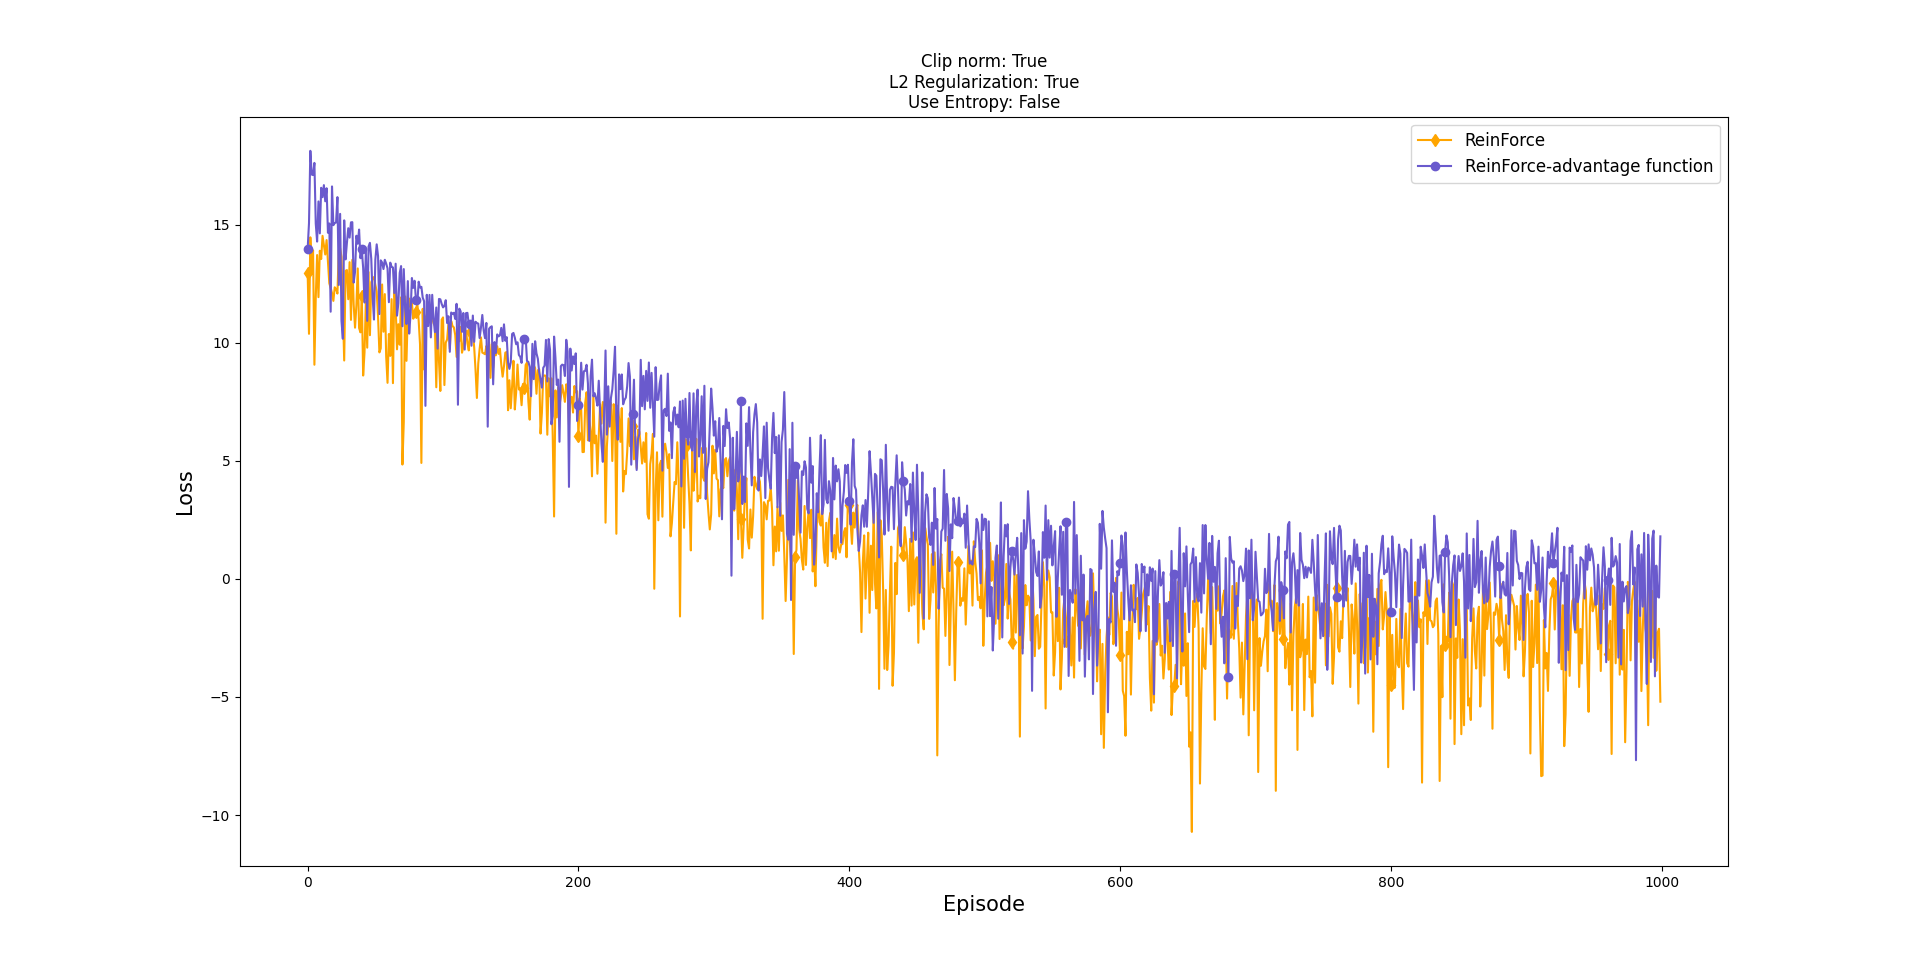 Clip norm: True
L2 Regularization: True
Use Entropy: False
ReinForce
ReinForce-advantage function
Loss
15
10
5
0
−5
−10
0
200
400
600
800
1000
Episode